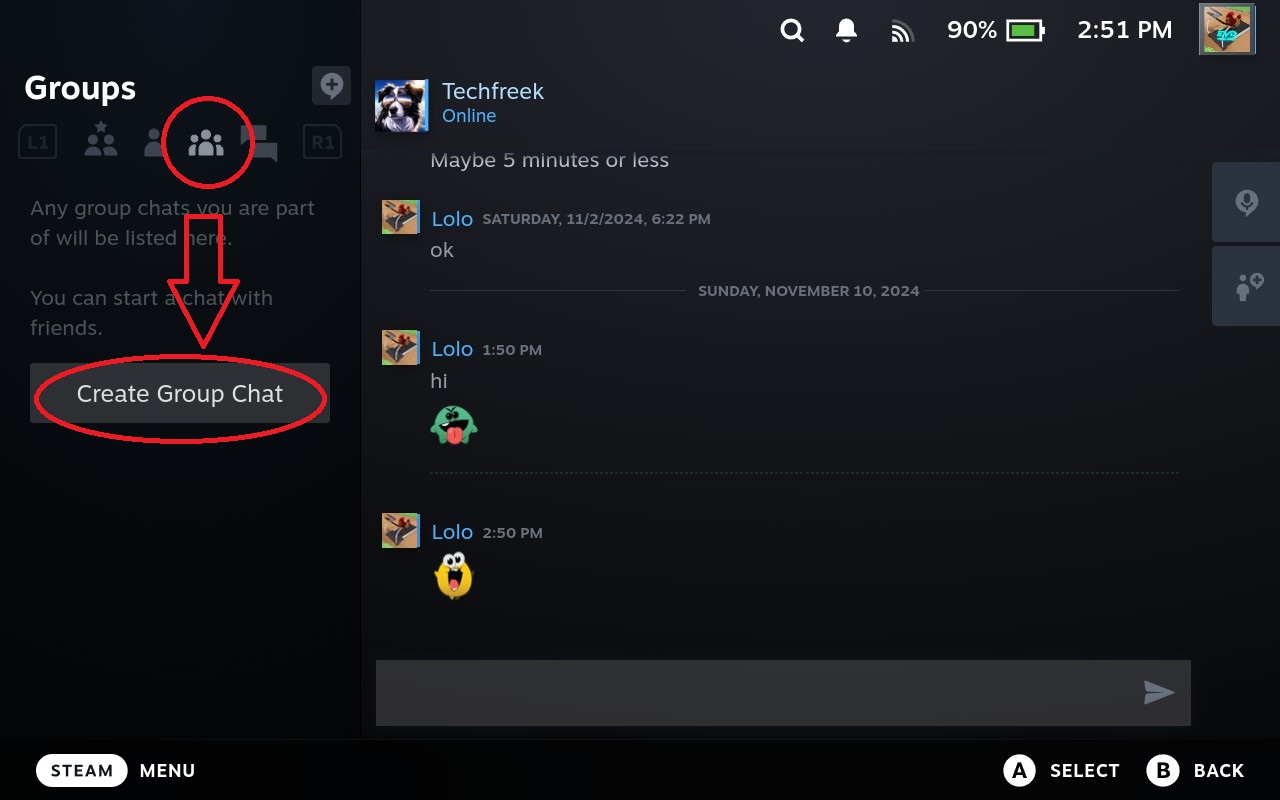 90%
2:51 PM
Groups
L1
R1
Any group chats you are part
of will be listed here.
You can start a chat with
friends.
Create Group Chat
Techfreek
Online
Maybe 5 minutes or less
Lolo SATURDAY, 11/2/2024, 6:22 PM
ok
SUNDAY, NOVEMBER 10, 2024
Lolo 1:50 PM
hi
Lolo 2:50 PM
STEAM MENU
A SELECT B BACK